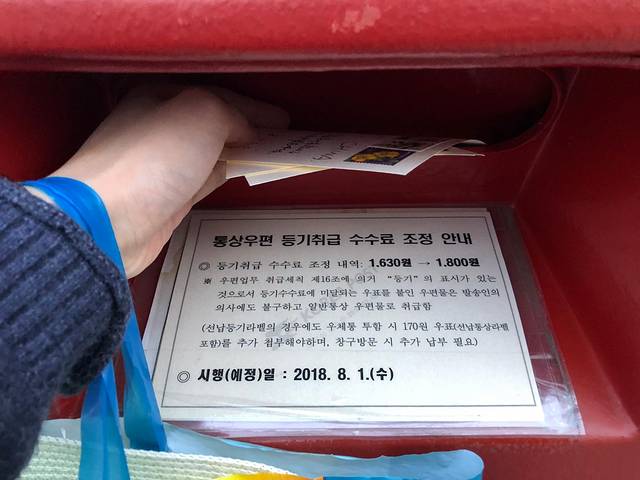 통상우편 등기취급 수수료 조정 안내
◎ 등기취급 수수료 조정 내역: 1.630원 → 1.800원
※ 우편업무 취급세칙 제16조에 의거 "등기"의 표시가 있는
것으로서 등기수수료에 미달되는 우표를 붙인 우편물은 발송인의
의사에도 불구하고 일반통상 우편물로 취급함
(선납등기라벨의 경우에도 우체통 투함 시 170원 우표(선납통상라벨
포함)를 추가 첨부해야하며, 창구방문 시 추가 납부 필요)
◎ 시행(예정)일 : 2018. 8. 1.(수)